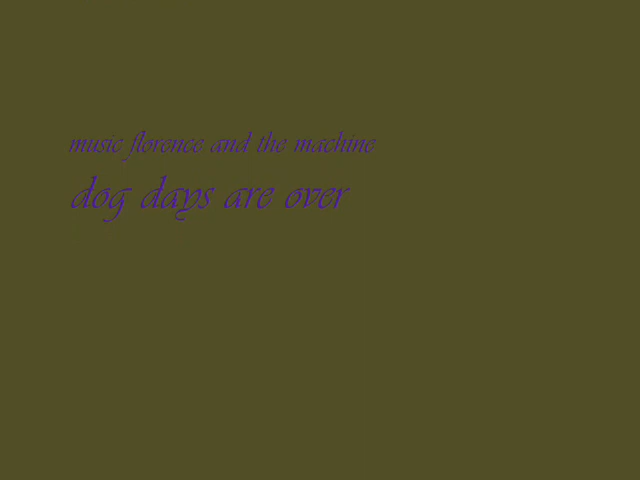 music florence and the machine
dog days are over